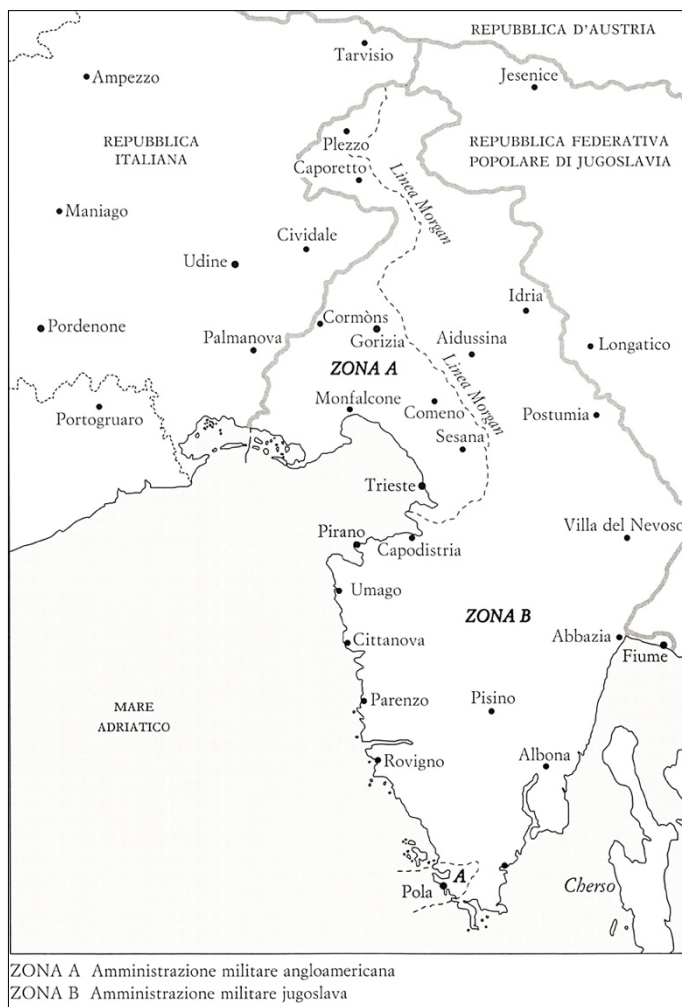 REPUBBLICA D'AUSTRIA
Tarvisio
Ampezzo
Jesenice
REPUBBLICA
ITALIANA
Plezzo
REPUBBLICA FEDERATIVA
POPOLARE DI JUGOSLAVIA
Caporetto
Linea Morgan
Maniago
Cividale
Udine
Idria
Pordenone
Cormòns
Gorizia
Palmanova
Aidussina
Longatico
ZONA A
Linea Morgan
Monfalcone
Comeno
Portogruaro
Postumia
Sesana
Trieste
Pirano
Capodistria
Villa del Nevoso
Umago
ZONA B
Cittanova
Abbazia
Fiume
MARE
ADRIATICO
Parenzo
Pisino
Rovigno
Albona
A
Pola
Cherso
ZONA A Amministrazione militare angloamericana
ZONA B Amministrazione militare jugoslava